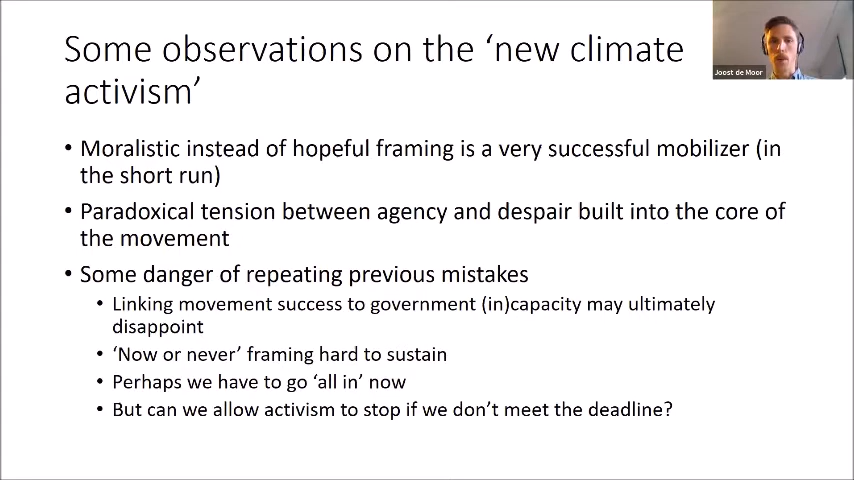 Some observations on the ‘new climate
activism’
Joost de Moor
• Moralistic instead of hopeful framing is a very successful mobilizer (in
the short run)
• Paradoxical tension between agency and despair built into the core of
the movement
• Some danger of repeating previous mistakes
• Linking movement success to government (in)capacity may ultimately
disappoint
• ‘Now or never’ framing hard to sustain
• Perhaps we have to go ‘all in’ now
• But can we allow activism to stop if we don’t meet the deadline?